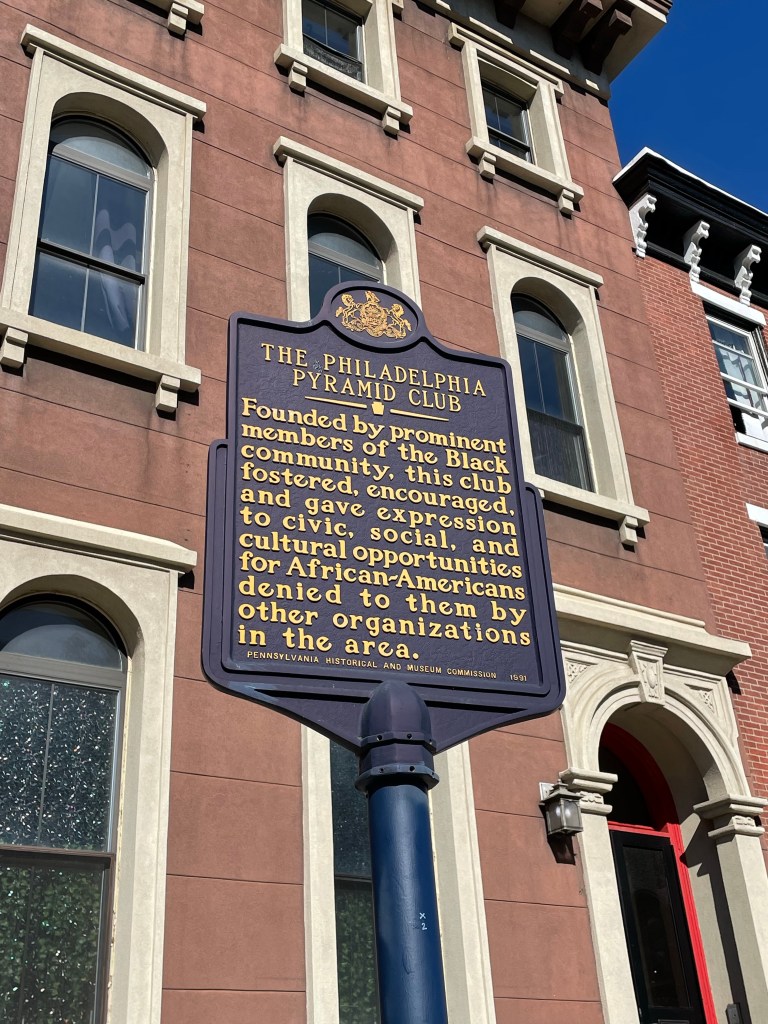 THE PHILADELPHIA
PYRAMID CLUB
Founded by prominent
members of the Black
community, this club
fostered, encouraged,
and gave expression
to civic, social, and
cultural opportunities
for African-Americans
denied to them by
other organizations
in the area.
PENNSYLVANIA HISTORICAL AND MUSEUM COMMISSION 1991